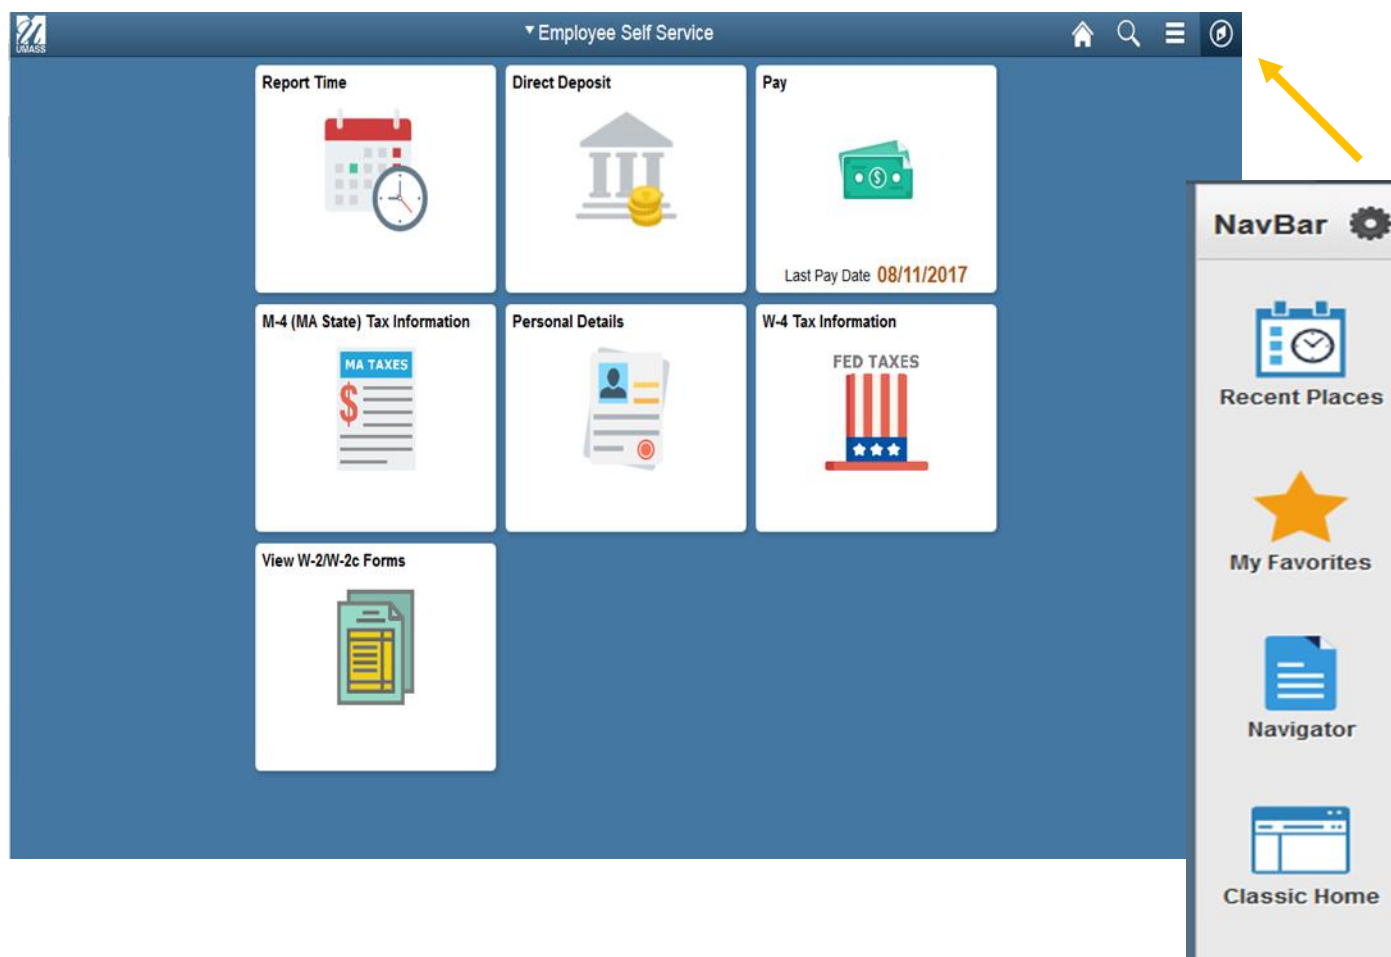 UMASS
Employee Self Service
Report Time
Direct Deposit
Pay
Last Pay Date 08/11/2017
M-4 (MA State) Tax Information
MA TAXES
$
Personal Details
W-4 Tax Information
FED TAXES
View W-2/W-2c Forms
NavBar
Recent Places
My Favorites
Navigator
Classic Home